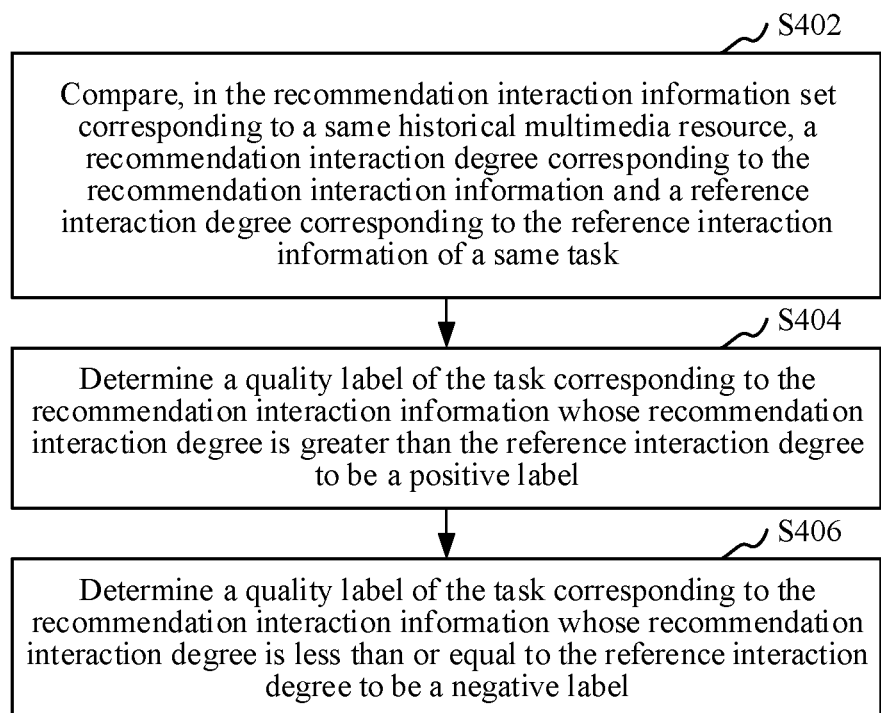 S402
Compare, in the recommendation interaction information set
corresponding to a same historical multimedia resource, a
recommendation interaction degree corresponding to the
recommendation interaction information and a reference
interaction degree corresponding to the reference interaction
information of a same task
S404
Determine a quality label of the task corresponding to the
recommendation interaction information whose recommendation
interaction degree is greater than the reference interaction degree
to be a positive label
S406
Determine a quality label of the task corresponding to the
recommendation interaction information whose recommendation
interaction degree is less than or equal to the reference interaction
degree to be a negative label